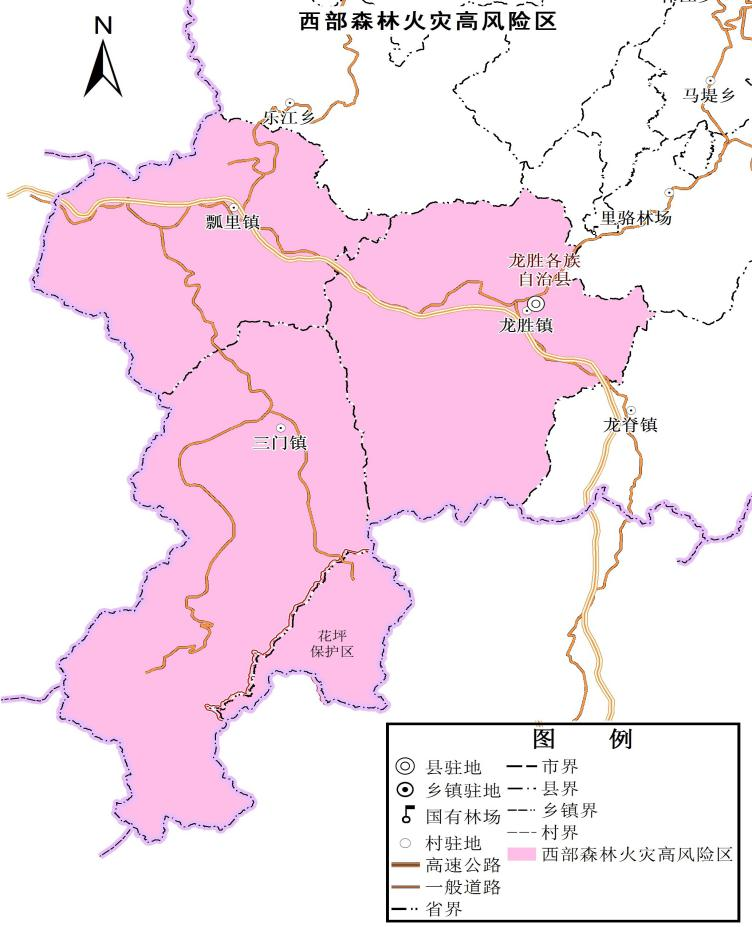 西部森林火灾高风险区
N
马堤乡
乐江乡
里骆林场
瓢里镇
龙胜各族
自治县
龙胜镇
龙脊镇
三门镇
花坪
保护区
图 例
县驻地
乡镇驻地
国有林场
村驻地
高速公路
一般道路
省界
市界
县界
乡镇界
村界
西部森林火灾高风险区